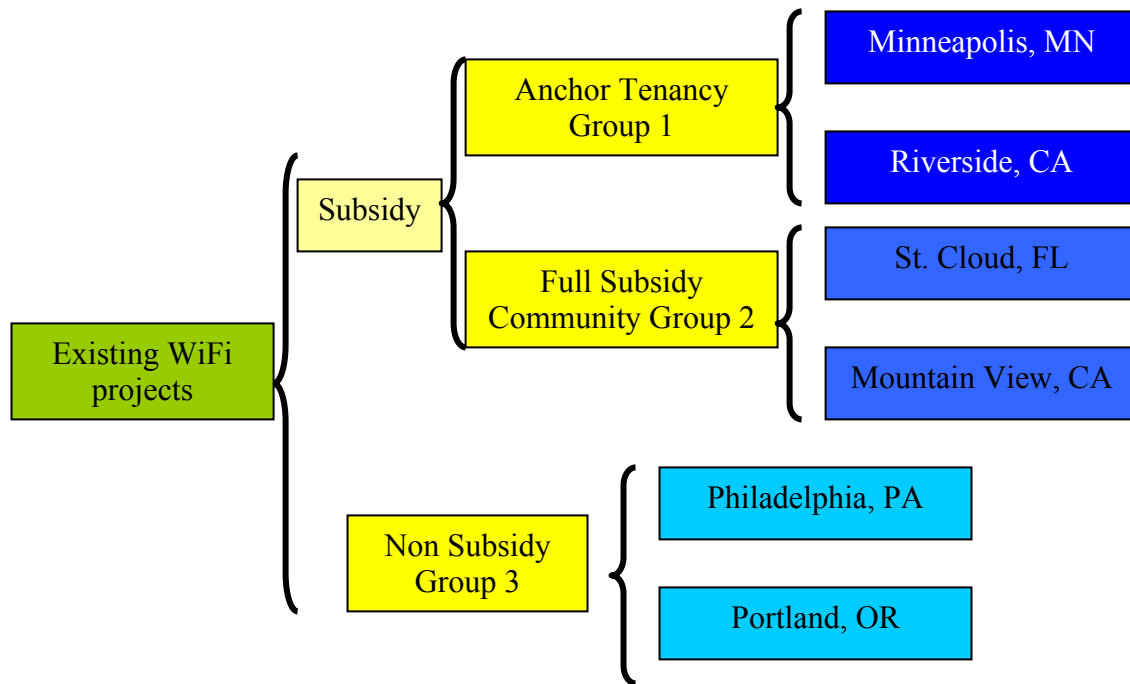 Existing WiFi
projects
Subsidy
Anchor Tenancy
Group 1
Minneapolis, MN
Riverside, CA
Full Subsidy
Community Group 2
St. Cloud, FL
Mountain View, CA
Non Subsidy
Group 3
Philadelphia, PA
Portland, OR